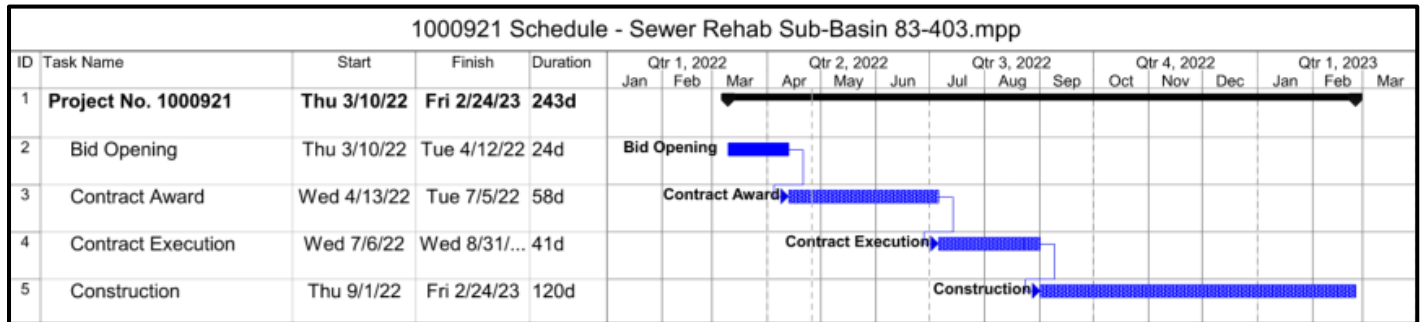 1000921 Schedule - Sewer Rehab Sub-Basin 83-403.mpp
ID Task Name Start Finish Duration Qtr 1, 2022 Qtr 2, 2022 Qtr 3, 2022 Qtr 4, 2022 Qtr 1, 2023
Jan Feb Mar Apr May Jun Jul Aug Sep Oct Nov Dec Jan Feb Mar
1 Project No. 1000921 Thu 3/10/22 Fri 2/24/23 243d
2 Bid Opening Thu 3/10/22 Tue 4/12/22 24d Bid Opening
3 Contract Award Wed 4/13/22 Tue 7/5/22 58d Contract Award
4 Contract Execution Wed 7/6/22 Wed 8/31/... 41d Contract Execution
5 Construction Thu 9/1/22 Fri 2/24/23 120d Construction